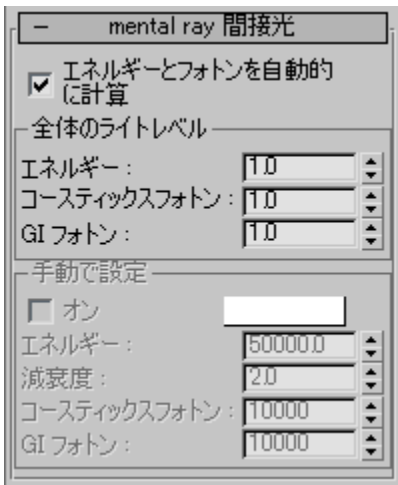 − mental ray 間接光
エネルギーとフォトンを自動的
に計算
全体のライトレベル
エネルギー : 1.0
コースティックスフォトン : 1.0
GI フォトン : 1.0
手動で設定
オン
エネルギー : 50000.0
減衰度 : 2.0
コースティックスフォトン : 10000
GI フォトン : 10000